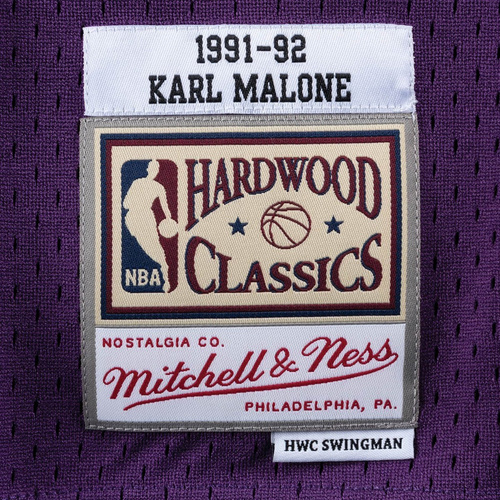 1991-92
KARL MALONE
HARDWOOD
CLASSICS
NBA
NOSTALGIA CO.
Mitchell & Ness
PHILADELPHIA, PA.
HWC SWINGMAN